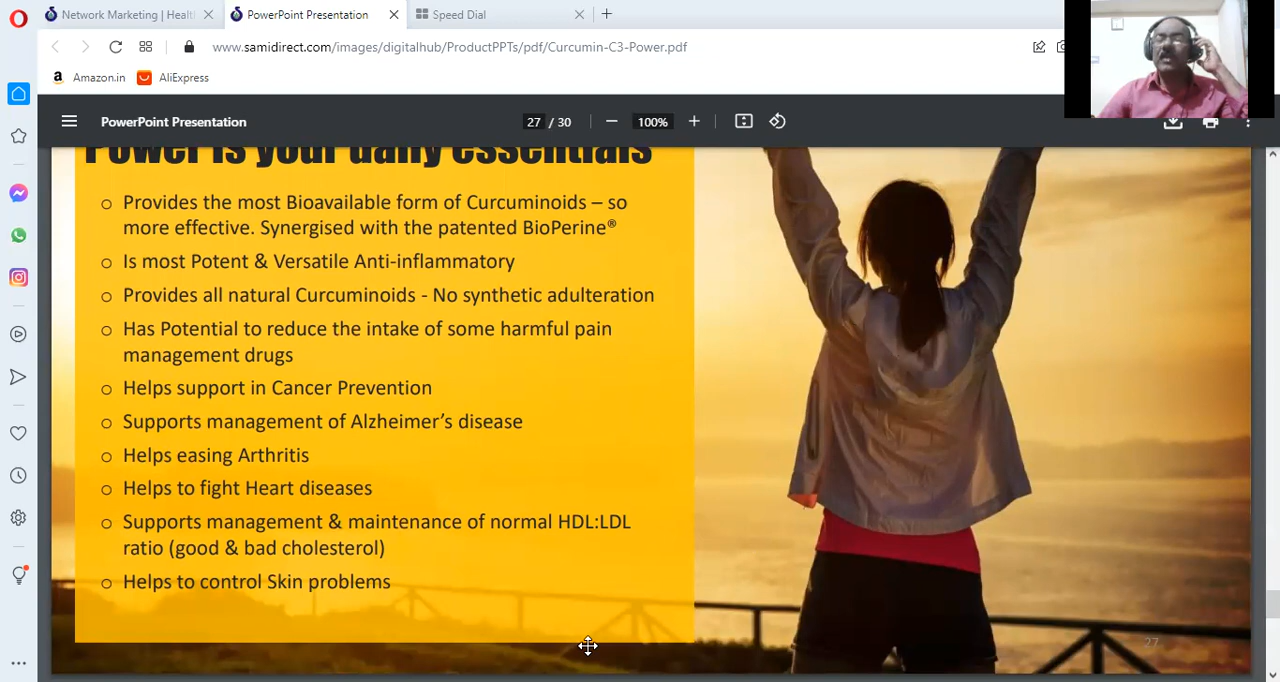 Network Marketing | Healt
PowerPoint Presentation
Speed Dial
www.samidirect.com/images/digitalhub/ProductPPTs/pdf/Curcumin-C3-Power.pdf
Amazon.in
AliExpress
PowerPoint Presentation
27 / 30
100%
Power is your daily essentials
o Provides the most Bioavailable form of Curcuminoids – so
more effective. Synergised with the patented BioPerine®
o Is most Potent & Versatile Anti-inflammatory
o Provides all natural Curcuminoids - No synthetic adulteration
o Has Potential to reduce the intake of some harmful pain
management drugs
o Helps support in Cancer Prevention
o Supports management of Alzheimer’s disease
o Helps easing Arthritis
o Helps to fight Heart diseases
o Supports management & maintenance of normal HDL:LDL
ratio (good & bad cholesterol)
o Helps to control Skin problems
27